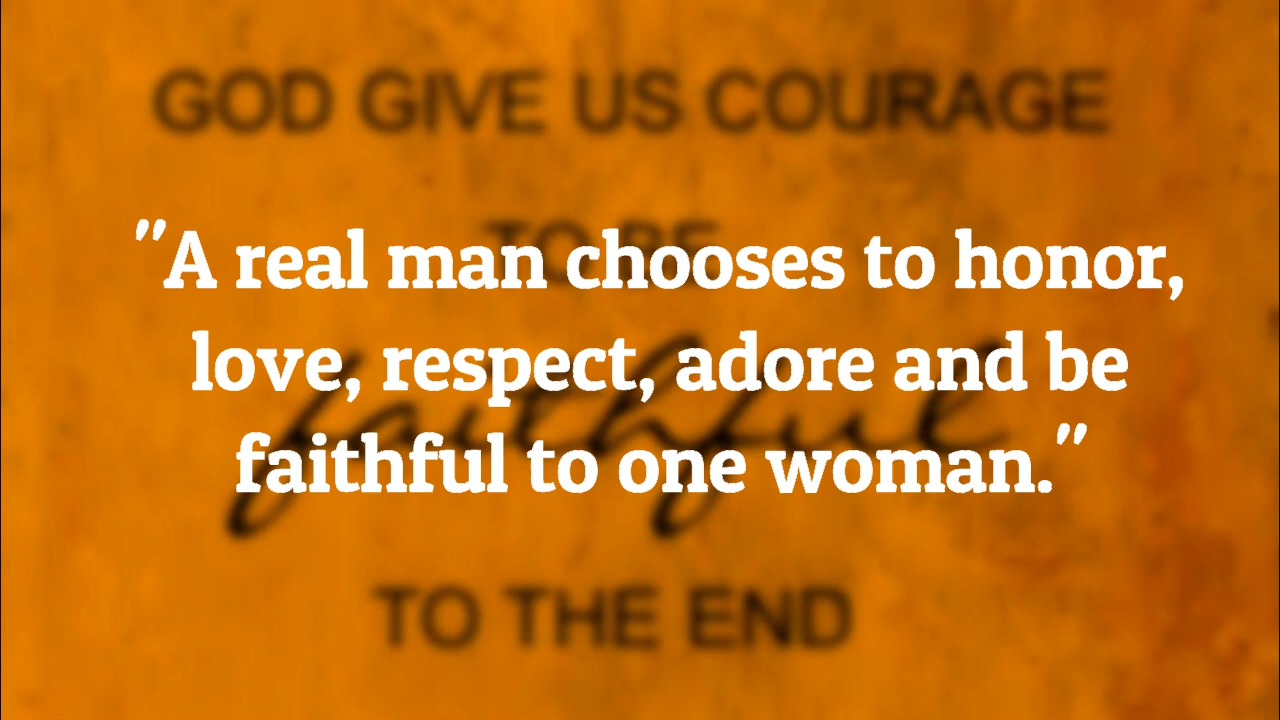 GOD GIVE US COURAGE
TO BE
"A real man chooses to honor,
love, respect, adore and be
faithful to one woman."
faithful
TO THE END